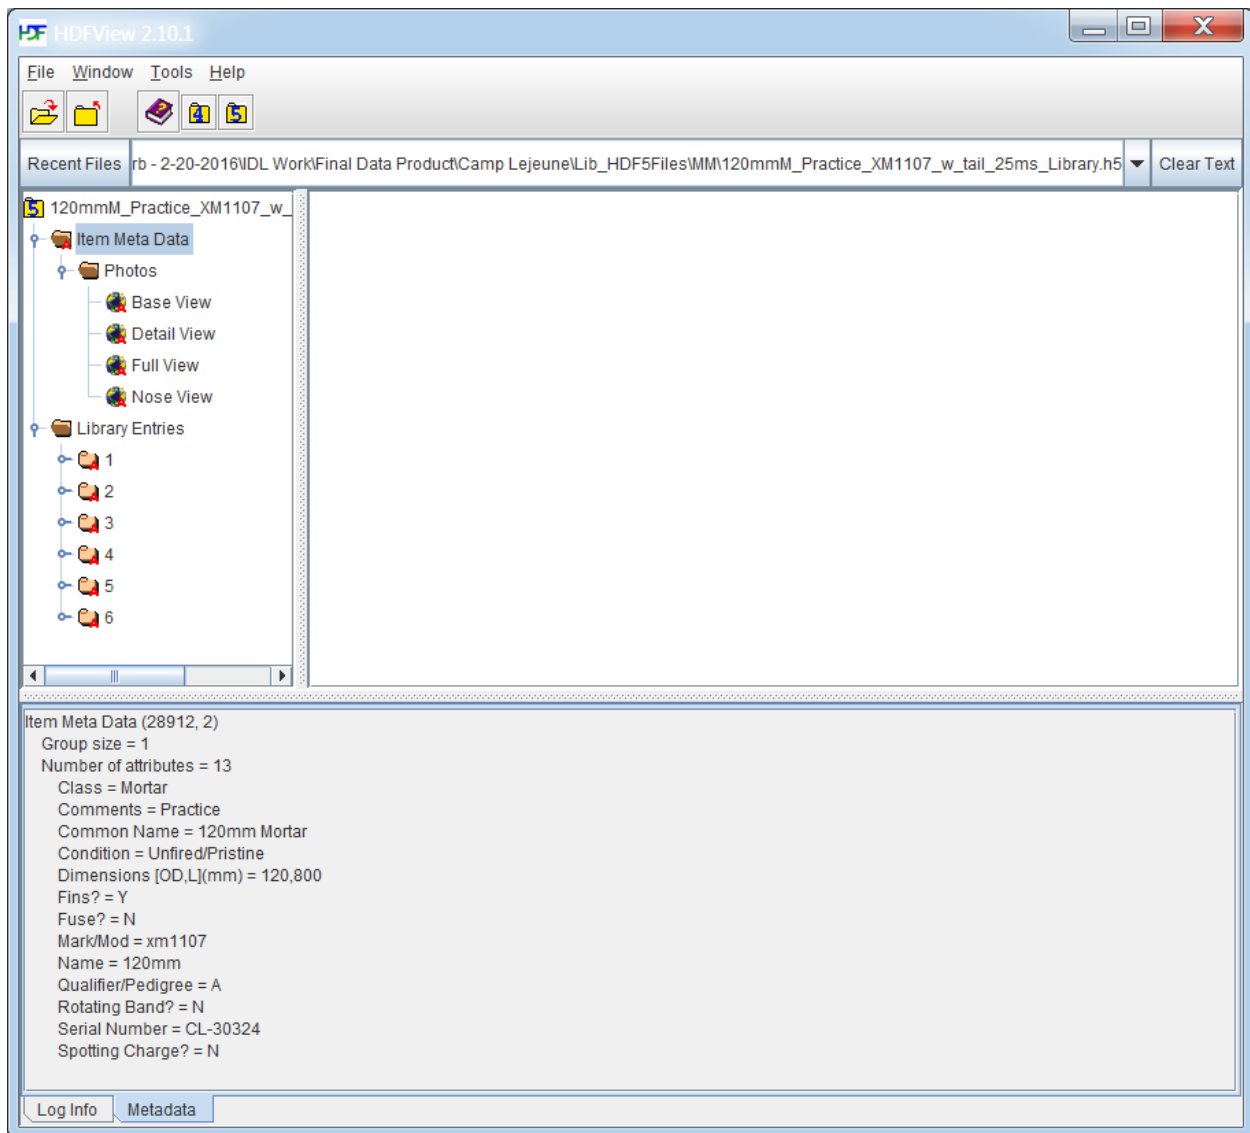 HDF HDFView 2.10.1
File Window Tools Help
4 5
Recent Files rb - 2-20-2016\IDL Work\Final Data Product\Camp Lejeune\Lib_HDF5Files\MM\120mmM_Practice_XM1107_w_tail_25ms_Library.h5 Clear Text
5 120mmM_Practice_XM1107_w_
Item Meta Data
Photos
Base View
Detail View
Full View
Nose View
Library Entries
1
2
3
4
5
6
Item Meta Data (28912, 2)
Group size = 1
Number of attributes = 13
Class = Mortar
Comments = Practice
Common Name = 120mm Mortar
Condition = Unfired/Pristine
Dimensions [OD,L](mm) = 120,800
Fins? = Y
Fuse? = N
Mark/Mod = xm1107
Name = 120mm
Qualifier/Pedigree = A
Rotating Band? = N
Serial Number = CL-30324
Spotting Charge? = N
Log Info Metadata